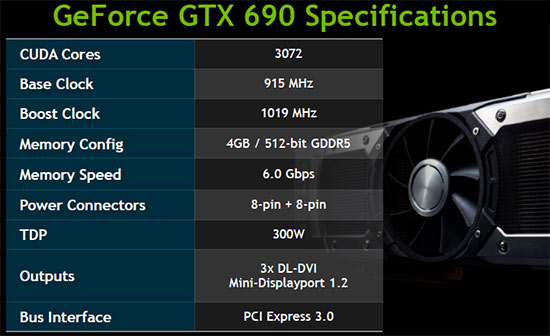 GeForce GTX 690 Specifications
CUDA Cores 3072
Base Clock 915 MHz
Boost Clock 1019 MHz
Memory Config 4GB / 512-bit GDDR5
Memory Speed 6.0 Gbps
Power Connectors 8-pin + 8-pin
TDP 300W
Outputs 3x DL-DVI
Mini-Displayport 1.2
Bus Interface PCI Express 3.0